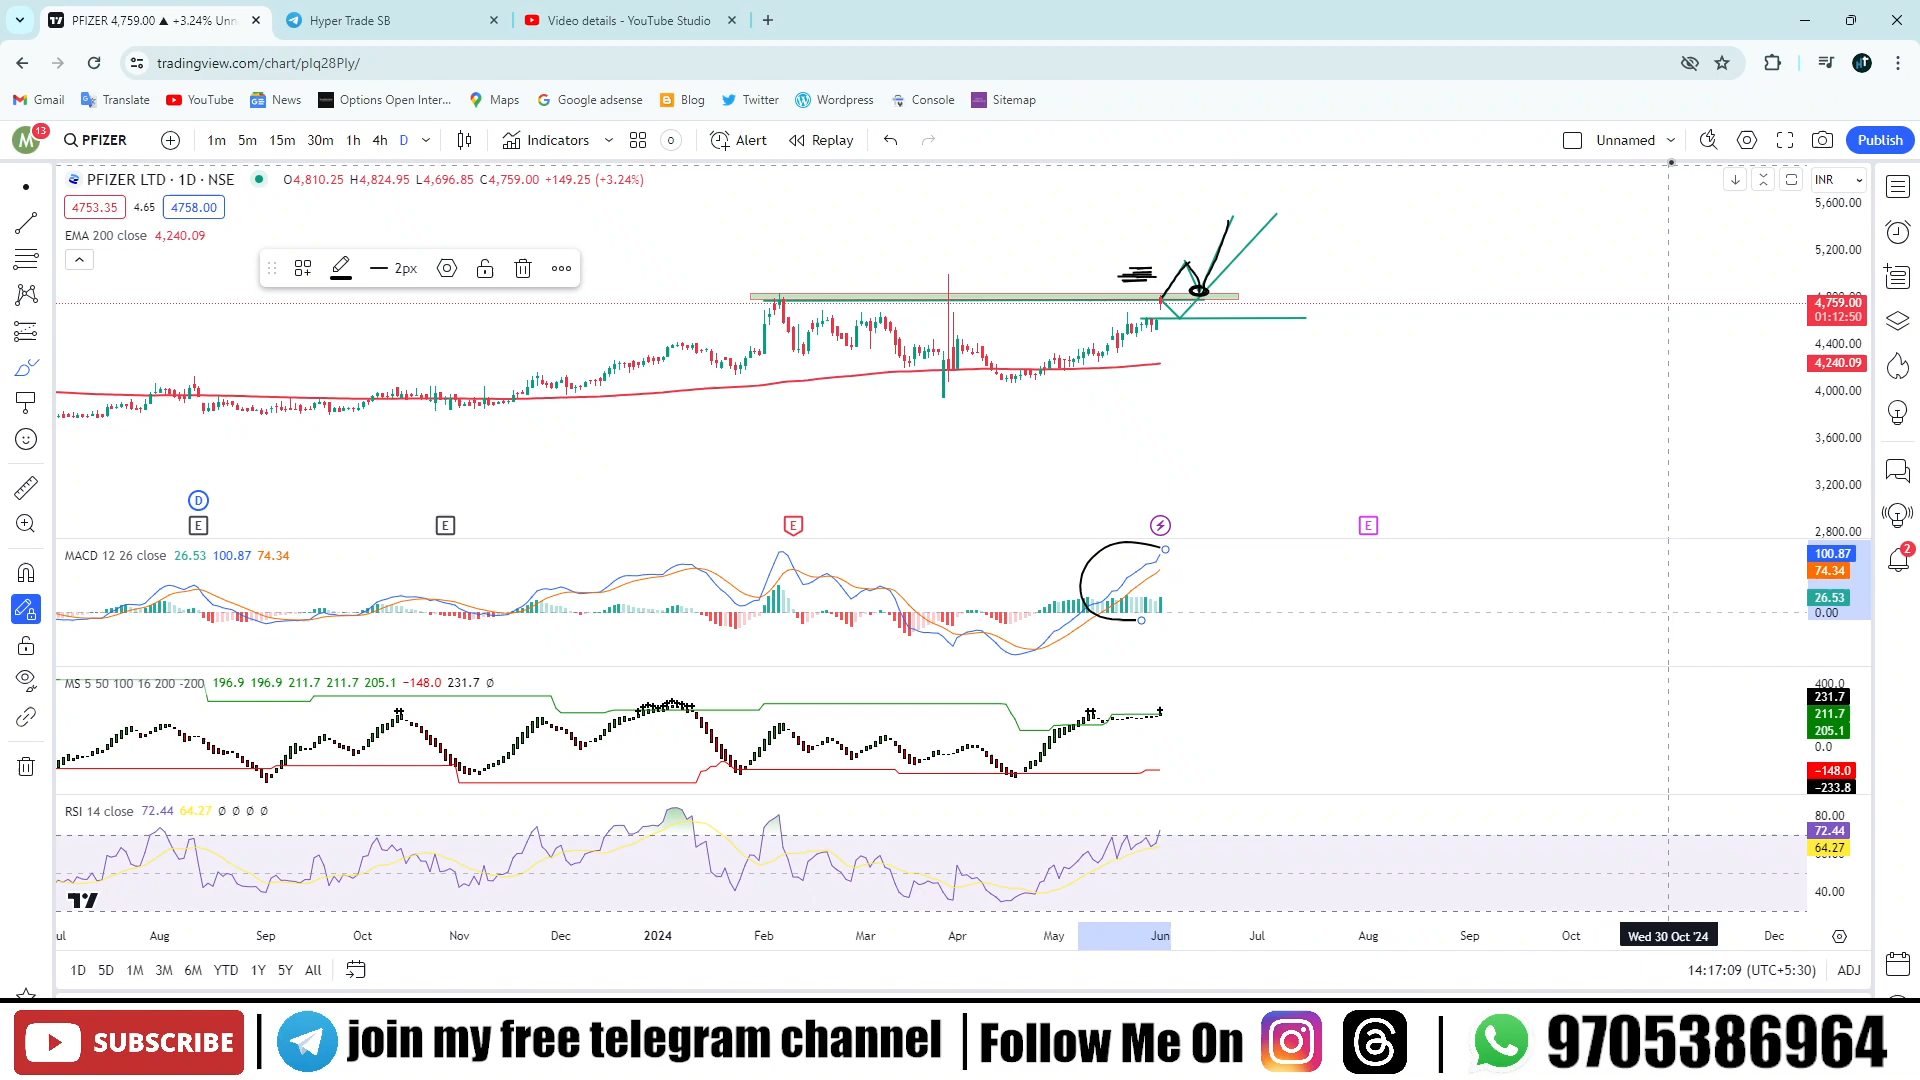 PFIZER 4,759.00 ▲ +3.24% Unn
Hyper Trade SB
Video details - YouTube Studio
tradingview.com/chart/pIq28Ply/
Gmail
Translate
YouTube
News
Options Open Inter...
Maps
Google adsense
Blog
Twitter
Wordpress
Console
Sitemap
M
13
PFIZER
1m 5m 15m 30m 1h 4h D
Indicators
Alert
Replay
Unnamed
Publish
PFIZER LTD · 1D · NSE
O4,810.25 H4,824.95 L4,696.85 C4,759.00 +149.25 (+3.24%)
INR
4753.35
4.65
4758.00
EMA 200 close 4,240.09
2px
5,600.00
5,200.00
4,759.00
01:12:50
4,400.00
4,240.09
4,000.00
3,600.00
3,200.00
2,800.00
D
E
E
E
E
MACD 12 26 close 26.53 100.87 74.34
100.87
74.34
26.53
0.00
MS 5 50 100 16 200 -200 196.9 196.9 211.7 211.7 205.1 −148.0 231.7 ∅
400.0
231.7
211.7
205.1
0.0
−148.0
−233.8
RSI 14 close 72.44 64.27 ∅ ∅ ∅ ∅
80.00
72.44
64.27
40.00
Aug Sep Oct Nov Dec 2024 Feb Mar Apr May Jun Jul Aug Sep Oct Wed 30 Oct '24 Dec
1D 5D 1M 3M 6M YTD 1Y 5Y All
14:17:09 (UTC+5:30)
ADJ
2
SUBSCRIBE
join my free telegram channel
Follow Me On
9705386964